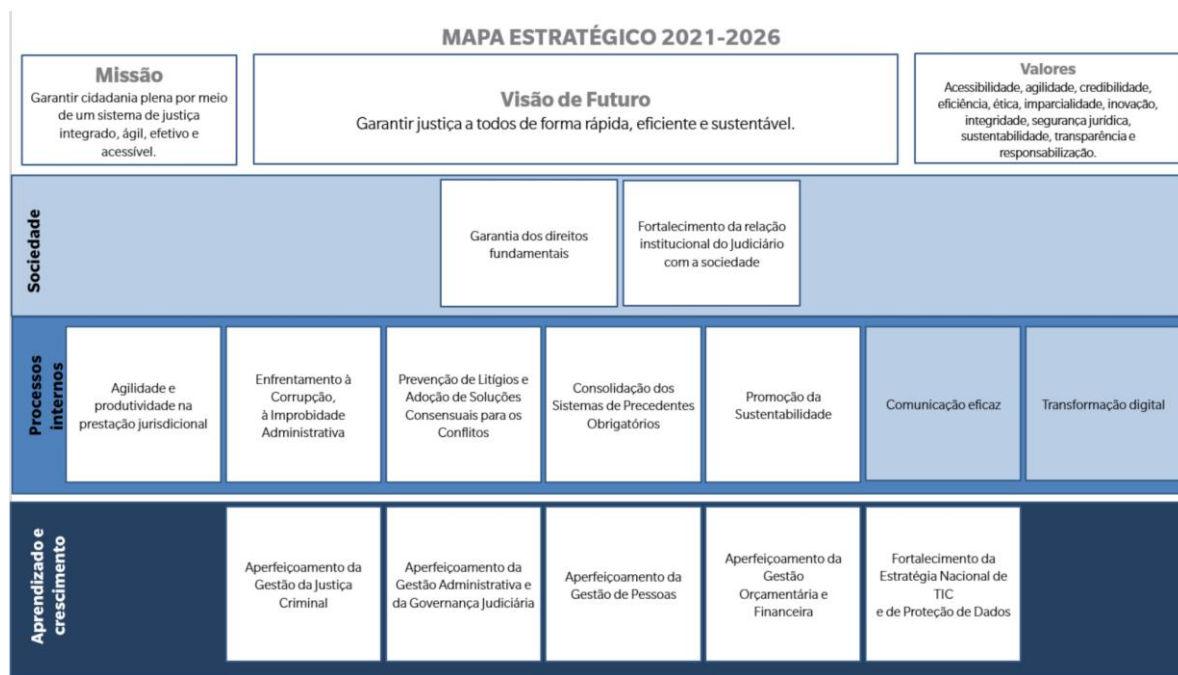 MAPA ESTRATÉGICO 2021-2026
Missão
Garantir cidadania plena por meio
de um sistema de justiça
integrado, ágil, efetivo e
acessível.
Visão de Futuro
Garantir justiça a todos de forma rápida, eficiente e sustentável.
Valores
Acessibilidade, agilidade, credibilidade,
eficiência, ética, imparcialidade, inovação,
integridade, segurança jurídica,
sustentabilidade, transparência e
responsabilização.
Sociedade
Garantia dos direitos
fundamentais
Fortalecimento da relação
institucional do Judiciário
com a sociedade
Processos
internos
Agilidade e
produtividade na
prestação jurisdicional
Enfrentamento à
Corrupção,
à Improbidade
Administrativa
Prevenção de Litígios e
Adoção de Soluções
Consensuais para os
Conflitos
Consolidação dos
Sistemas de Precedentes
Obrigatórios
Promoção da
Sustentabilidade
Comunicação eficaz
Transformação digital
Aprendizado e
crescimento
Aperfeiçoamento da
Gestão da Justiça
Criminal
Aperfeiçoamento da
Gestão Administrativa e
da Governança Judiciária
Aperfeiçoamento da
Gestão de Pessoas
Aperfeiçoamento da
Gestão
Orçamentária e
Financeira
Fortalecimento da
Estratégia Nacional de
TIC
e de Proteção de Dados